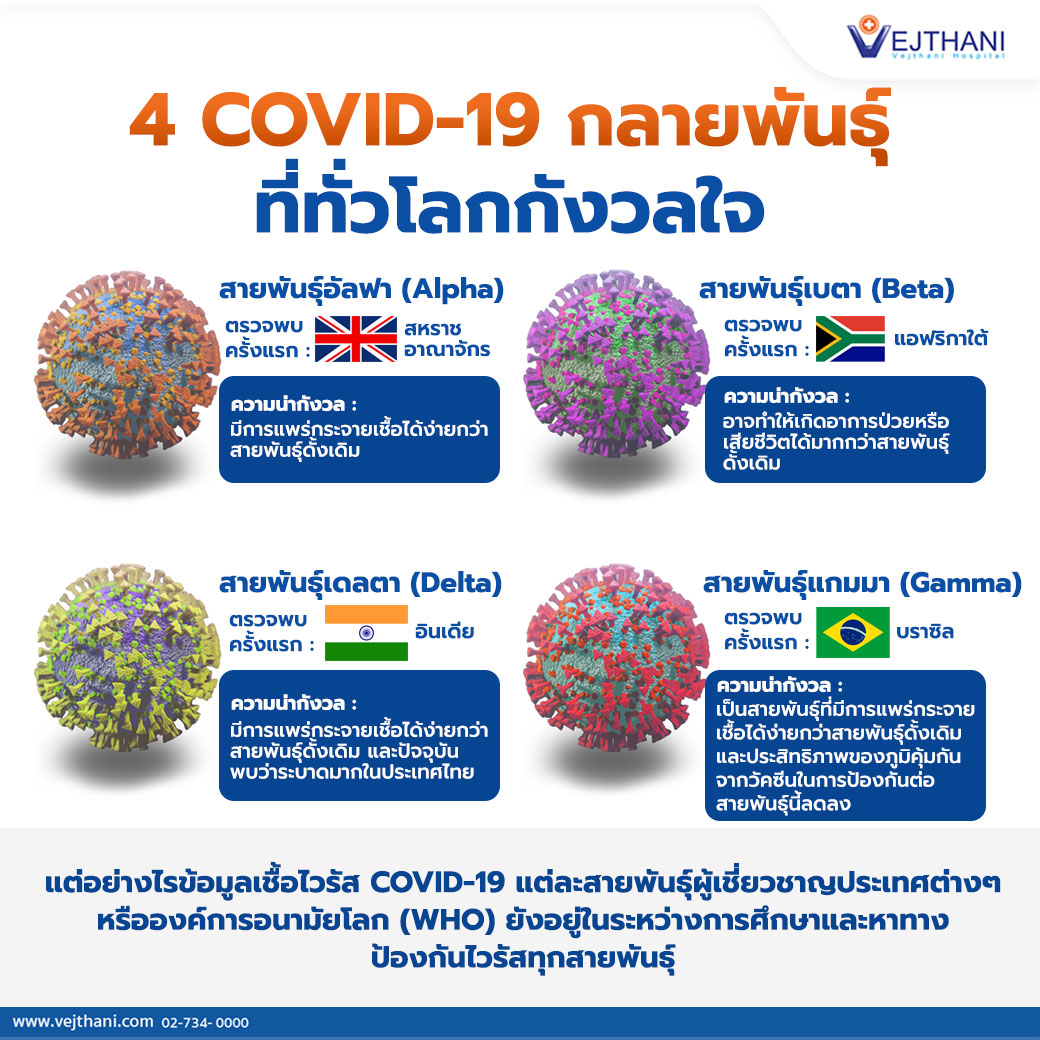 VEJTHANI
Vejthani Hospital
4 COVID-19 กลายพันธุ์
ที่ทั่วโลกกังวลใจ
สายพันธุ์อัลฟา (Alpha)
ตรวจพบ
ครั้งแรก :
สหราช
อาณาจักร
ความน่ากังวล :
มีการแพร่กระจายเชื้อได้ง่ายกว่า
สายพันธุ์ดั้งเดิม
สายพันธุ์เบตา (Beta)
ตรวจพบ
ครั้งแรก :
แอฟริกาใต้
ความน่ากังวล :
อาจทำให้เกิดอาการป่วยหรือ
เสียชีวิตได้มากกว่าสายพันธุ์
ดั้งเดิม
สายพันธุ์เดลตา (Delta)
ตรวจพบ
ครั้งแรก :
อินเดีย
ความน่ากังวล :
มีการแพร่กระจายเชื้อได้ง่ายกว่า
สายพันธุ์ดั้งเดิม และปัจจุบัน
พบว่าระบาดมากในประเทศไทย
สายพันธุ์แกมมา (Gamma)
ตรวจพบ
ครั้งแรก :
บราซิล
ความน่ากังวล :
เป็นสายพันธุ์ที่มีการแพร่กระจาย
เชื้อได้ง่ายกว่าสายพันธุ์ดั้งเดิม
และประสิทธิภาพของภูมิคุ้มกัน
จากวัคซีนในการป้องกันต่อ
สายพันธุ์นี้ลดลง
แต่อย่างไรข้อมูลเชื้อไวรัส COVID-19 แต่ละสายพันธุ์ผู้เชี่ยวชาญประเทศต่างๆ
หรือองค์การอนามัยโลก (WHO) ยังอยู่ในระหว่างการศึกษาและหาทาง
ป้องกันไวรัสทุกสายพันธุ์
www.vejthani.com 02-734- 0000